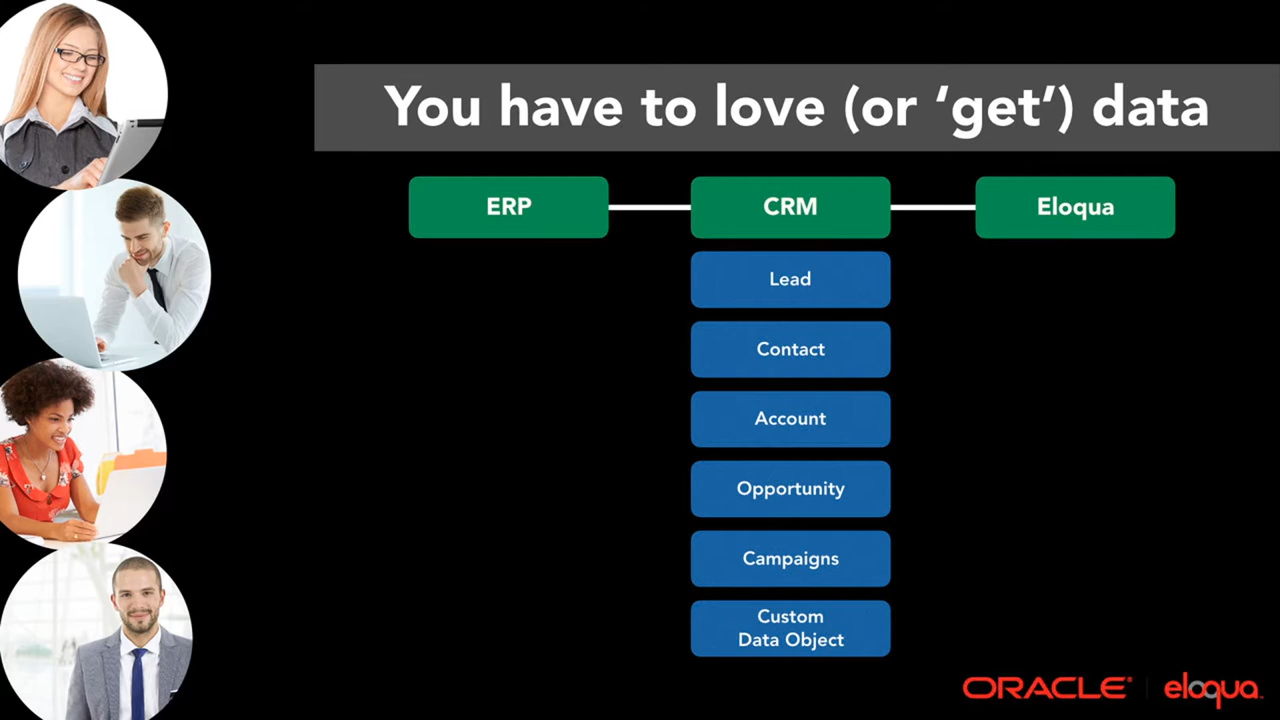 You have to love (or ‘get’) data
ERP
CRM
Eloqua
Lead
Contact
Account
Opportunity
Campaigns
Custom
Data Object
ORACLE®
eloqua™